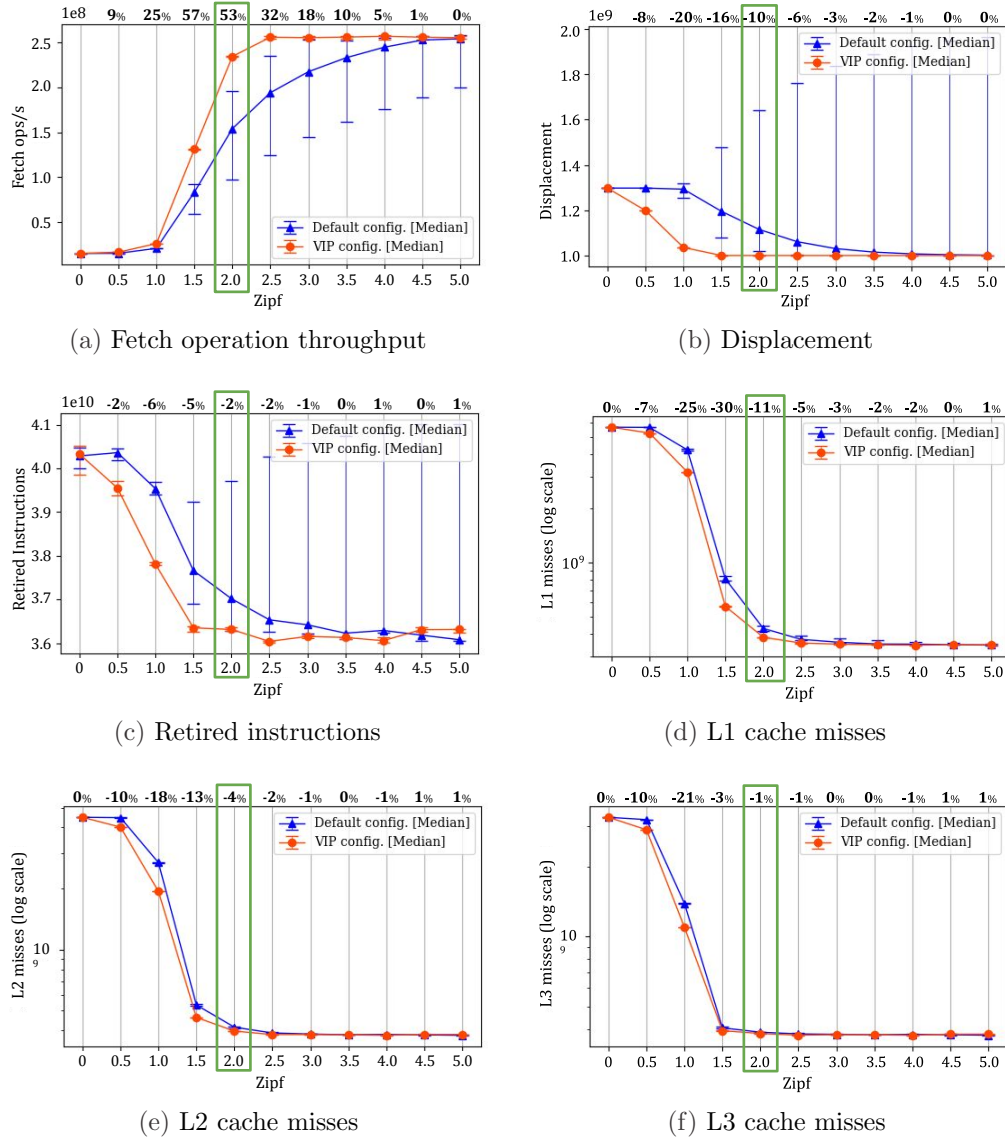 9% 25% 57% 53% 32% 18% 10% 5% 1% 0%
1e8
2.5
2.0
1.5
1.0
0.5
Fetch ops/s
Default config. [Median]
VIP config. [Median]
0 0.5 1.0 1.5 2.0 2.5 3.0 3.5 4.0 4.5 5.0
Zipf
(a) Fetch operation throughput
-8% -20% -16% -10% -6% -3% -2% -1% 0% 0%
1e9
2.0
1.8
1.6
1.4
1.2
1.0
Displacement
Default config. [Median]
VIP config. [Median]
0 0.5 1.0 1.5 2.0 2.5 3.0 3.5 4.0 4.5 5.0
Zipf
(b) Displacement
-2% -6% -5% -2% -2% -1% 0% 1% 0% 1%
1e10
4.1
4.0
3.9
3.8
3.7
3.6
Retired Instructions
Default config. [Median]
VIP config. [Median]
0 0.5 1.0 1.5 2.0 2.5 3.0 3.5 4.0 4.5 5.0
Zipf
(c) Retired instructions
0% -7% -25% -30% -11% -5% -3% -2% -2% 0% 1%
10⁹
L1 misses (log scale)
Default config. [Median]
VIP config. [Median]
0 0.5 1.0 1.5 2.0 2.5 3.0 3.5 4.0 4.5 5.0
Zipf
(d) L1 cache misses
0% -10% -18% -13% -4% -2% -1% 0% -1% 1% 1%
10
9
L2 misses (log scale)
Default config. [Median]
VIP config. [Median]
0 0.5 1.0 1.5 2.0 2.5 3.0 3.5 4.0 4.5 5.0
Zipf
(e) L2 cache misses
0% -10% -21% -3% -1% -1% 0% 0% -1% 1% 1%
10
9
L3 misses (log scale)
Default config. [Median]
VIP config. [Median]
0 0.5 1.0 1.5 2.0 2.5 3.0 3.5 4.0 4.5 5.0
Zipf
(f) L3 cache misses